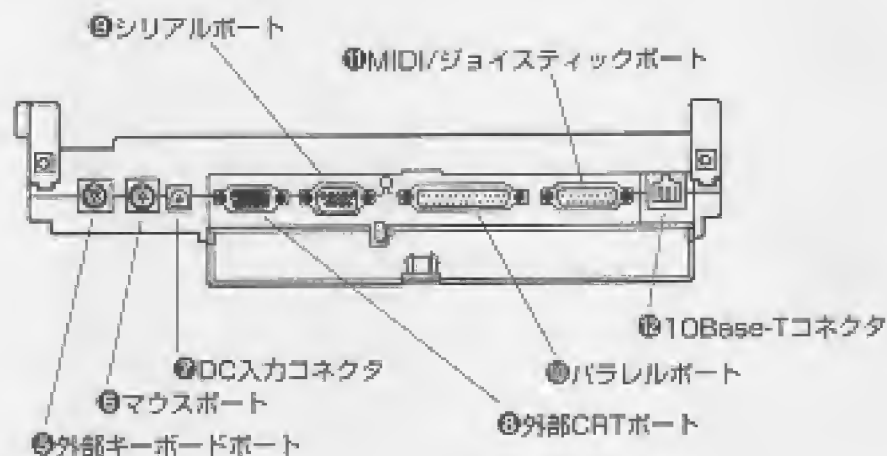 ❾シリアルポート
⓫MIDI/ジョイスティックポート
⓬10Base-Tコネクタ
❼DC入力コネクタ
❿パラレルポート
❻マウスポート
❽外部CRTポート
❺外部キーボードポート